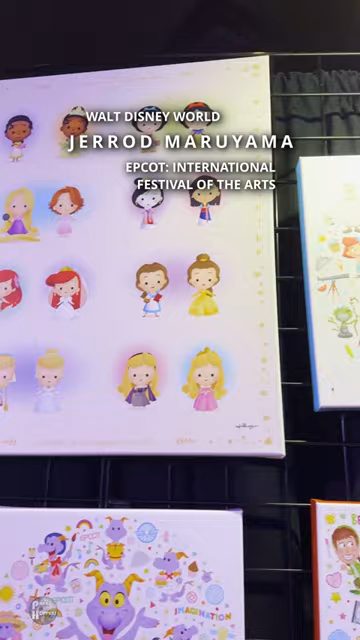 WALT DISNEY WORLD
JERROD MARUYAMA
EPCOT: INTERNATIONAL
FESTIVAL OF THE ARTS
IMAGINATION